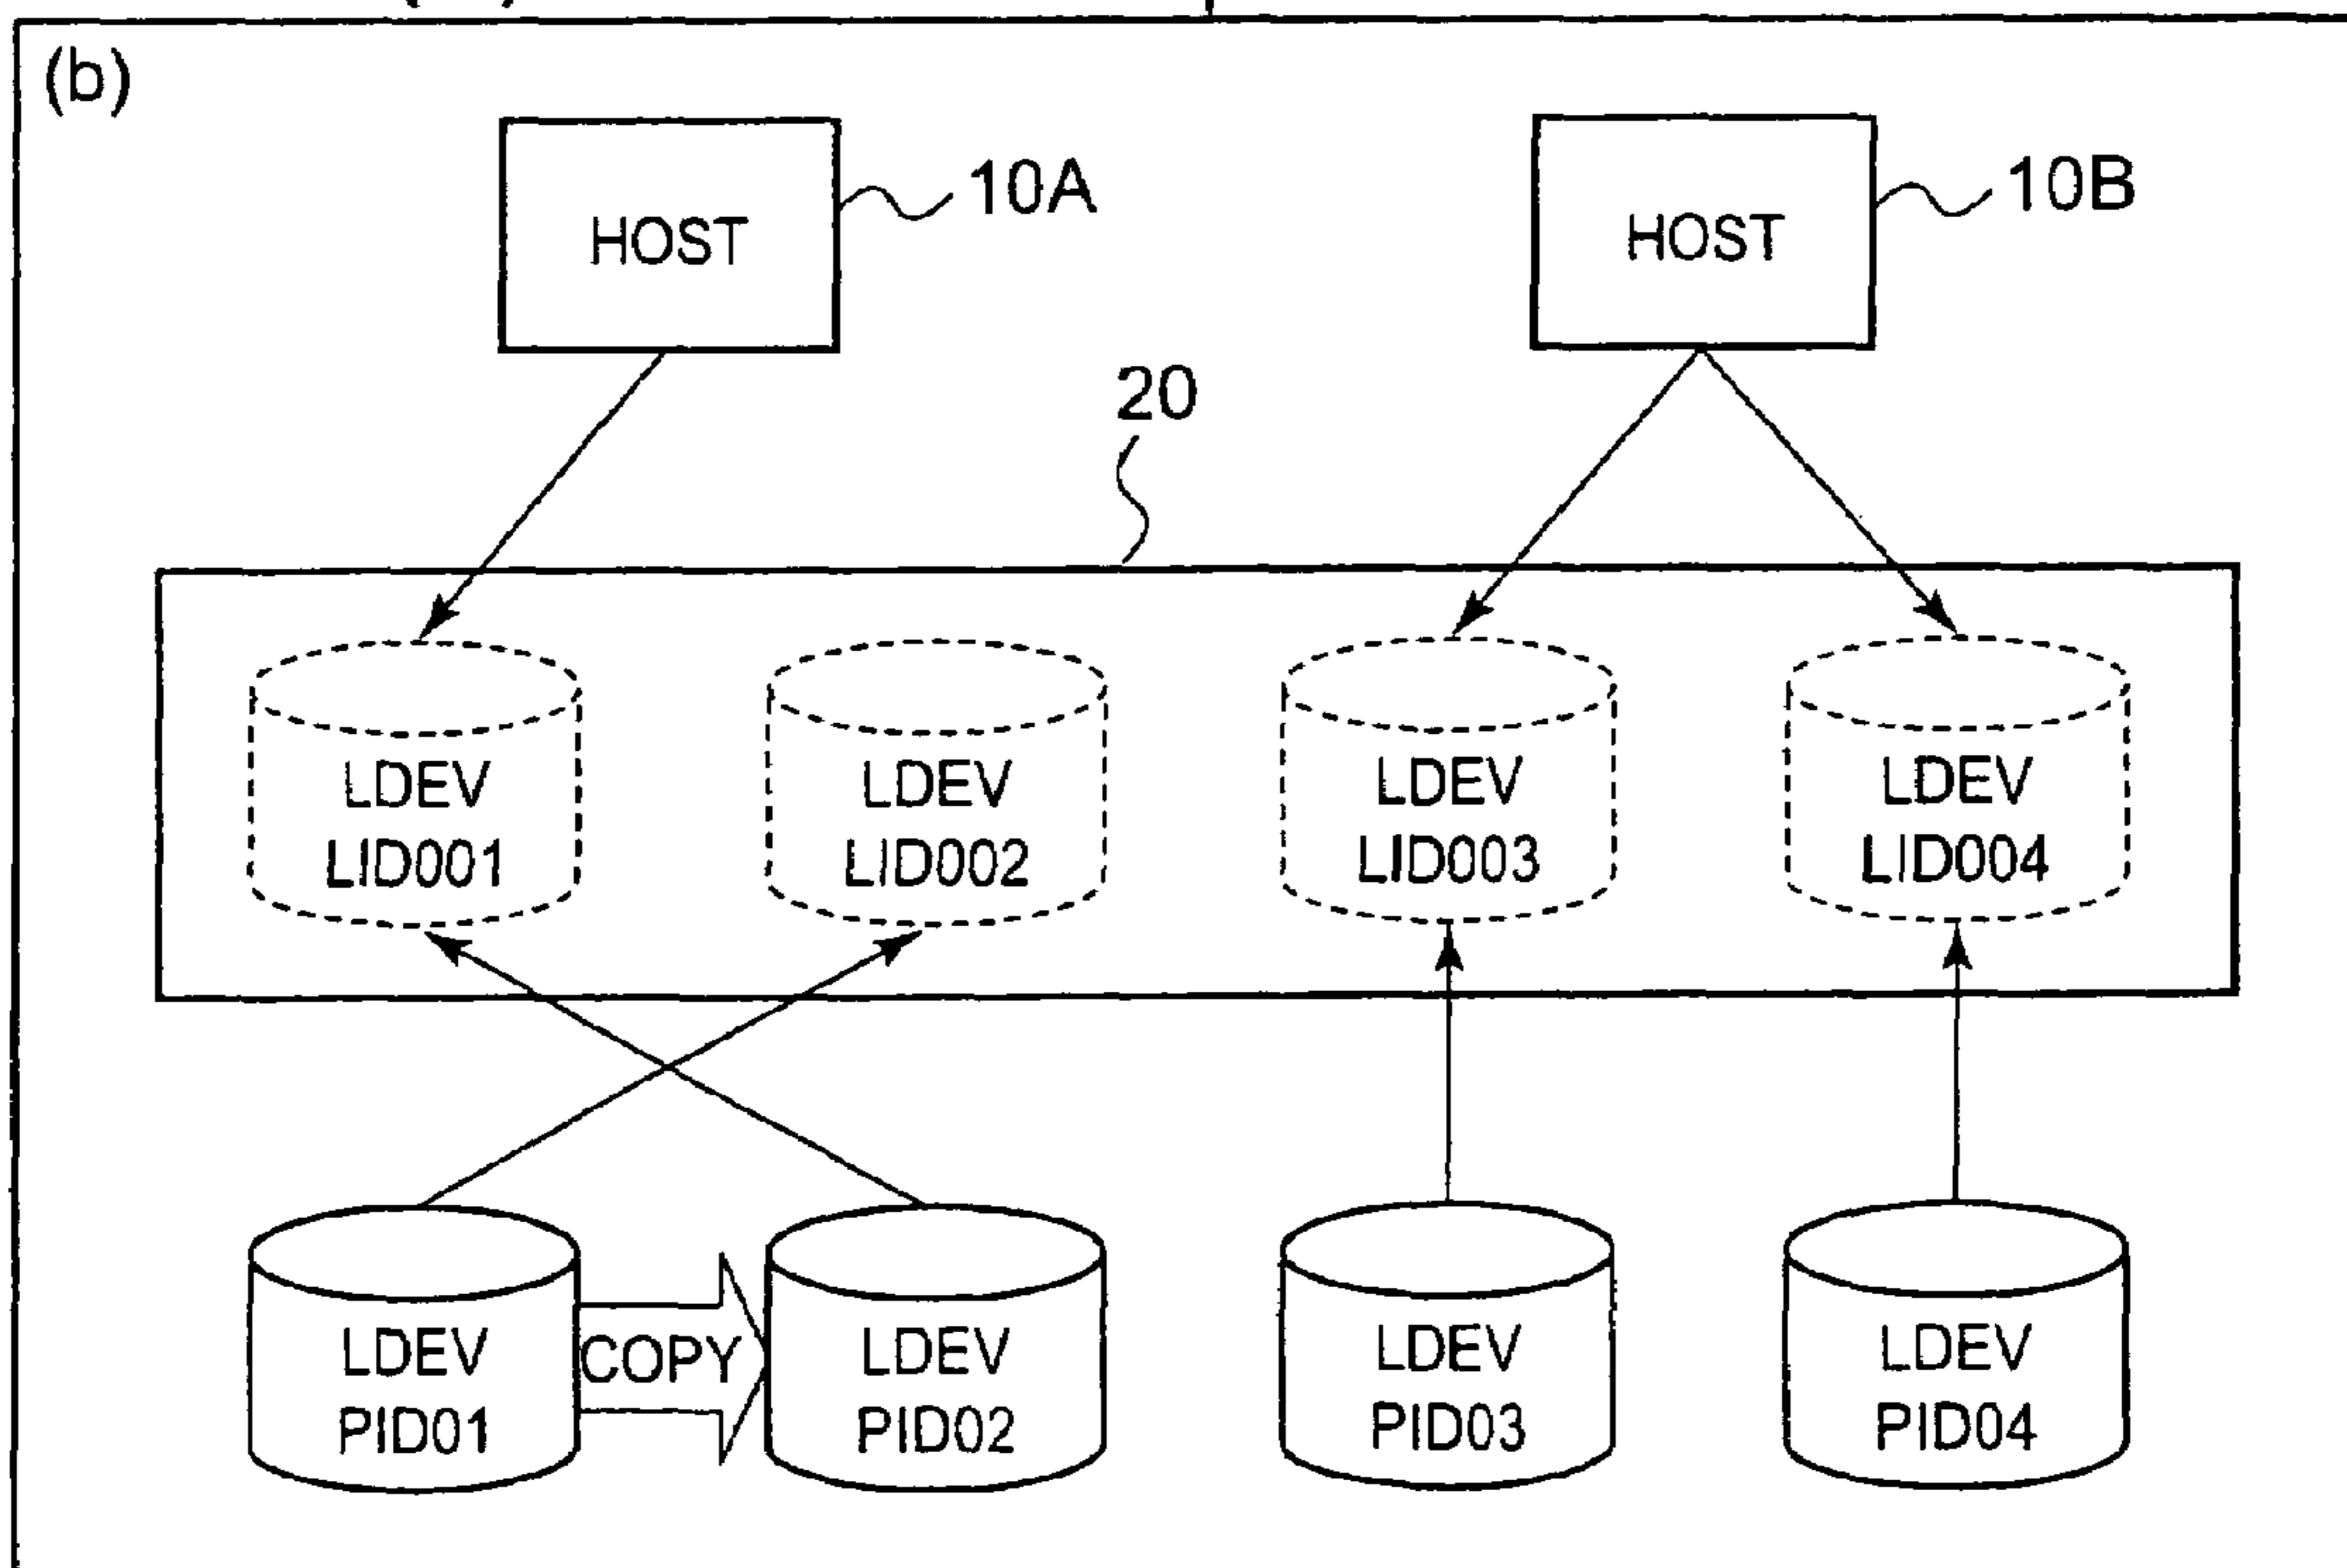 (b)
HOST
10A
HOST
10B
20
LDEV
LID001
LDEV
LID002
LDEV
LID003
LDEV
LID004
LDEV
PID01
COPY
LDEV
PID02
LDEV
PID03
LDEV
PID04